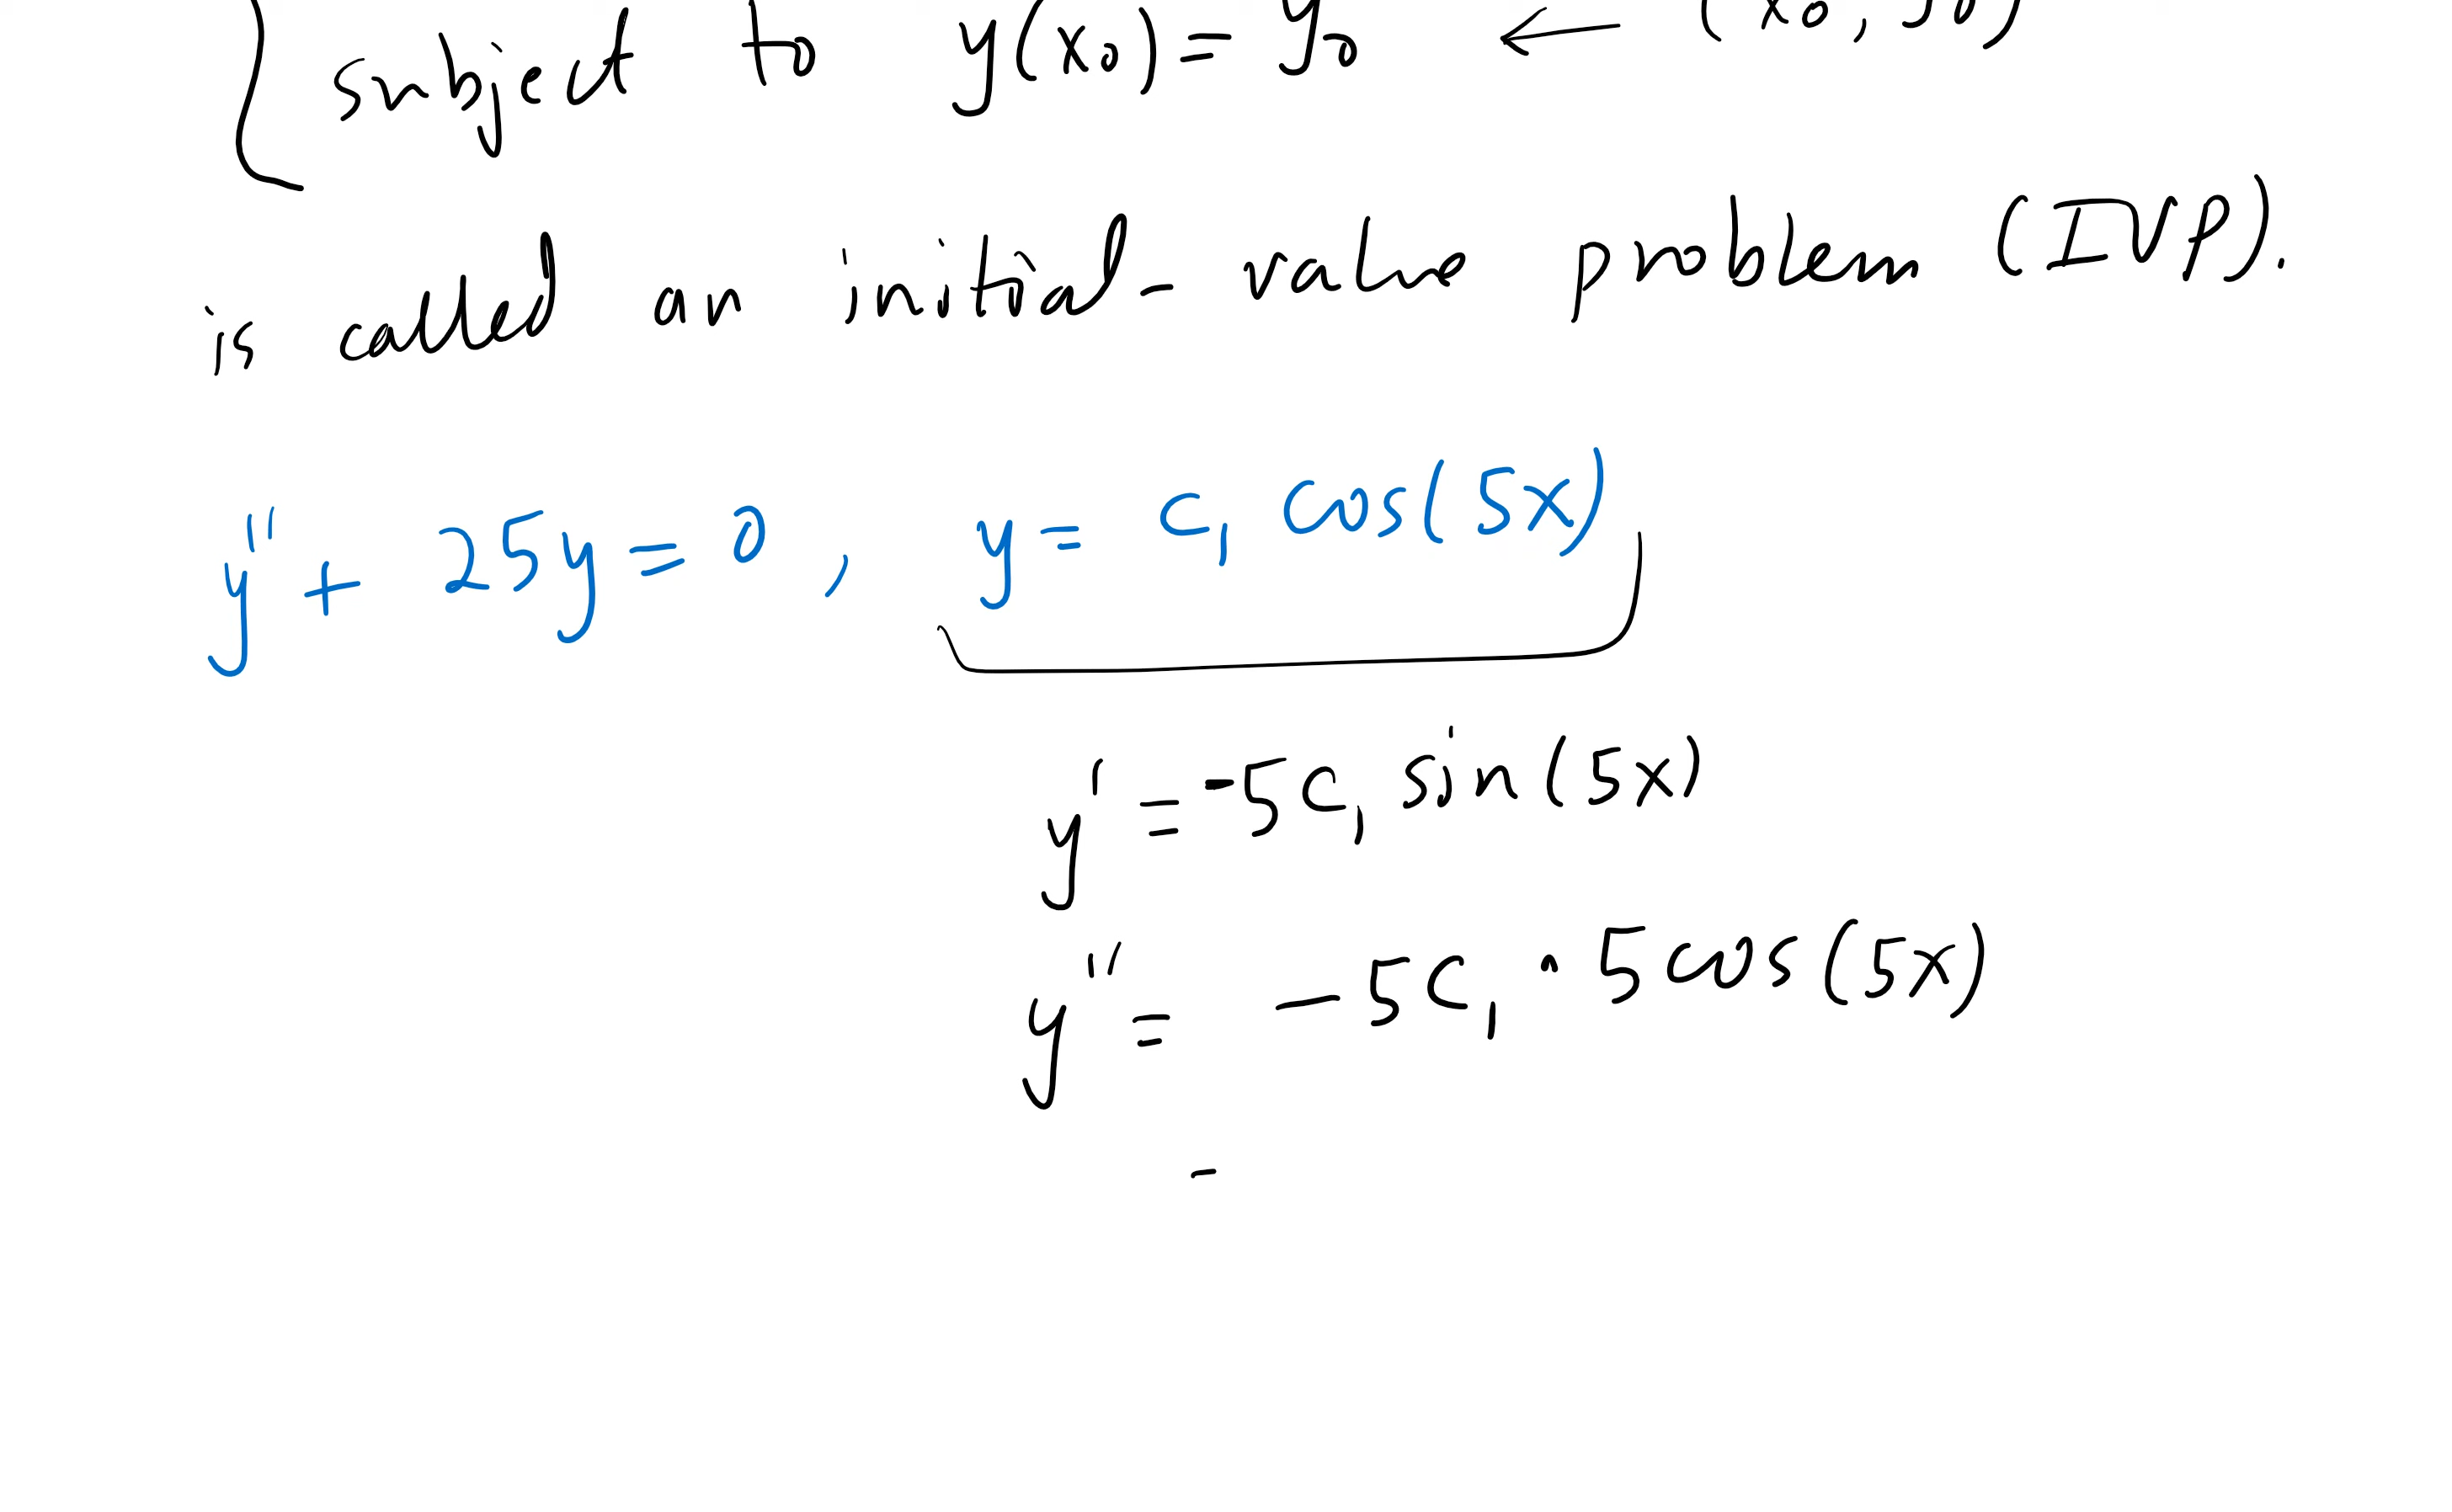 subject to y(x₀) = y₀ ← (x₀, y₀)
is called an initial-value problem (IVP).
y'' + 25y = 0, y = c₁ cos(5x)
y' = -5c₁ sin(5x)
y'' = -5c₁ · 5cos(5x)
-